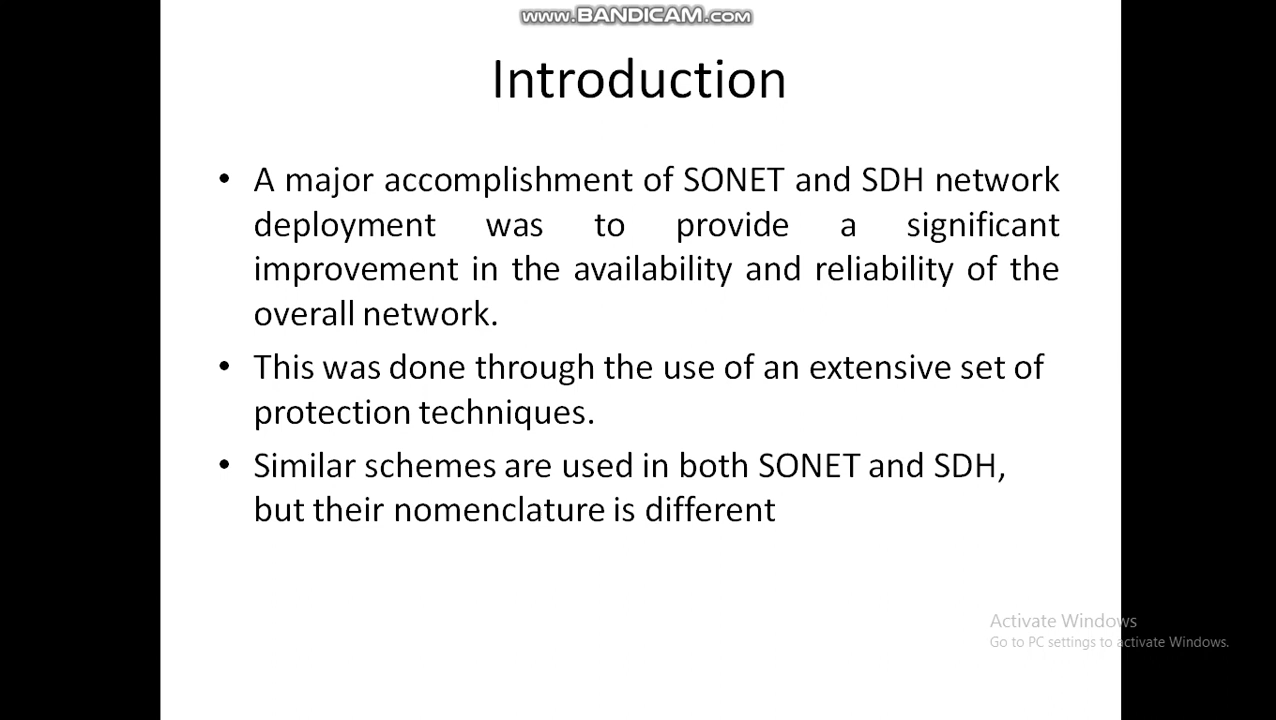 www.BANDICAM.com
Introduction
• A major accomplishment of SONET and SDH network
deployment was to provide a significant
improvement in the availability and reliability of the
overall network.
• This was done through the use of an extensive set of
protection techniques.
• Similar schemes are used in both SONET and SDH,
but their nomenclature is different
Activate Windows
Go to PC settings to activate Windows.